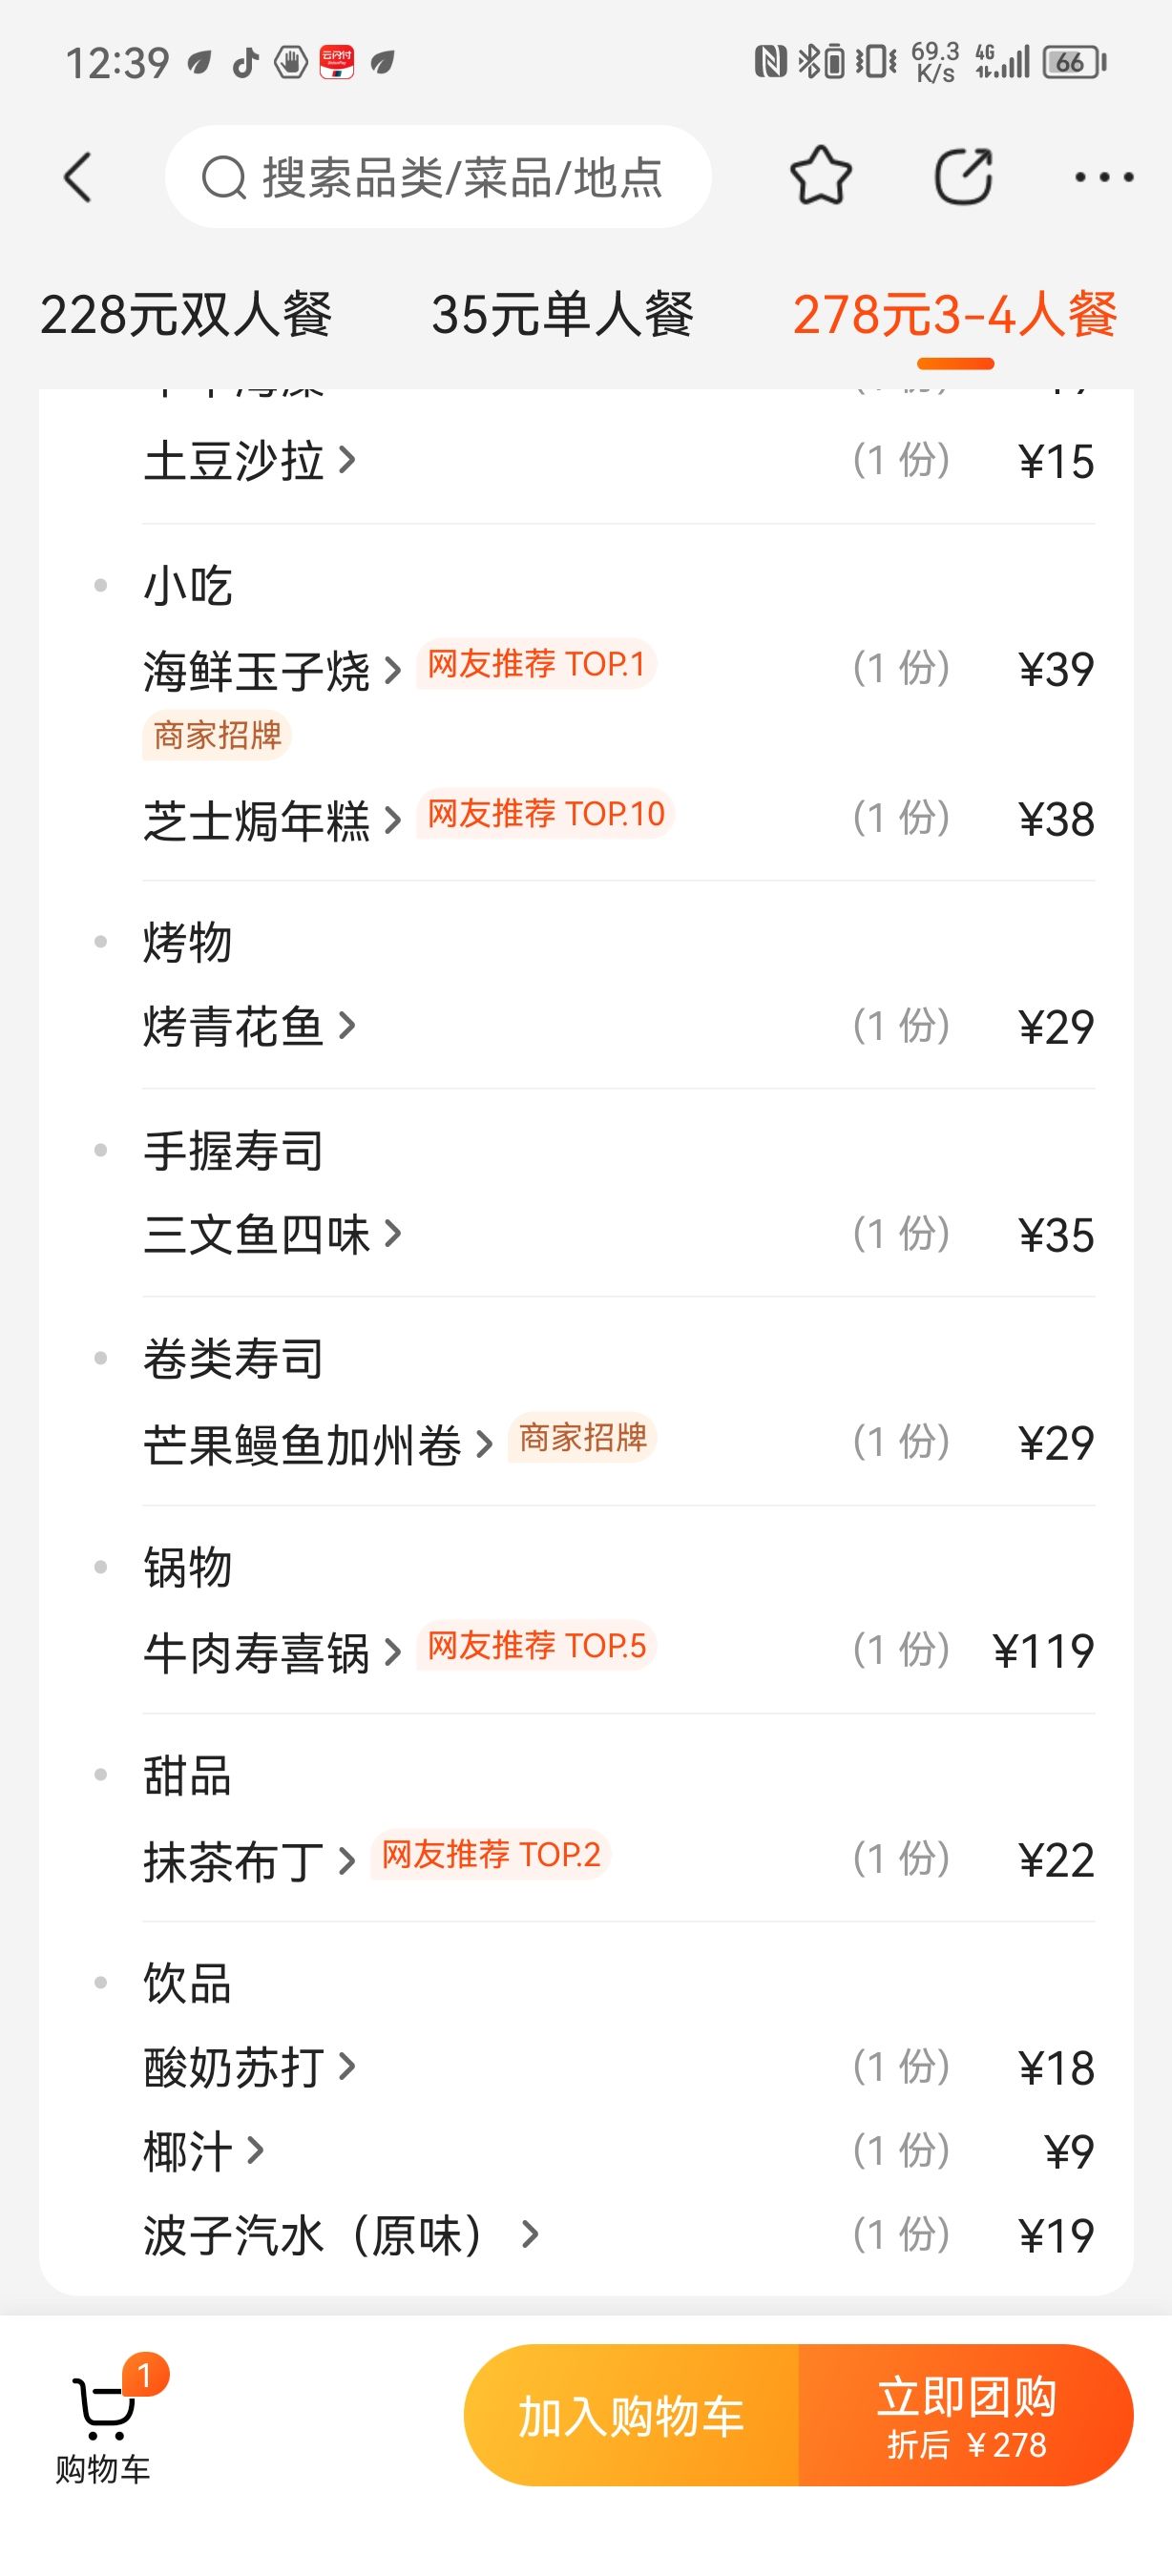 12:39
云闪付
69.3 K/s
4G
66
搜索品类/菜品/地点
228元双人餐 35元单人餐 278元3-4人餐
土豆沙拉 (1 份) ¥15
小吃
海鲜玉子烧 网友推荐 TOP.1 (1 份) ¥39
商家招牌
芝士焗年糕 网友推荐 TOP.10 (1 份) ¥38
烤物
烤青花鱼 (1 份) ¥29
手握寿司
三文鱼四味 (1 份) ¥35
卷类寿司
芒果鳗鱼加州卷 商家招牌 (1 份) ¥29
锅物
牛肉寿喜锅 网友推荐 TOP.5 (1 份) ¥119
甜品
抹茶布丁 网友推荐 TOP.2 (1 份) ¥22
饮品
酸奶苏打 (1 份) ¥18
椰汁 (1 份) ¥9
波子汽水（原味） (1 份) ¥19
1
购物车
加入购物车
立即团购
折后 ¥278